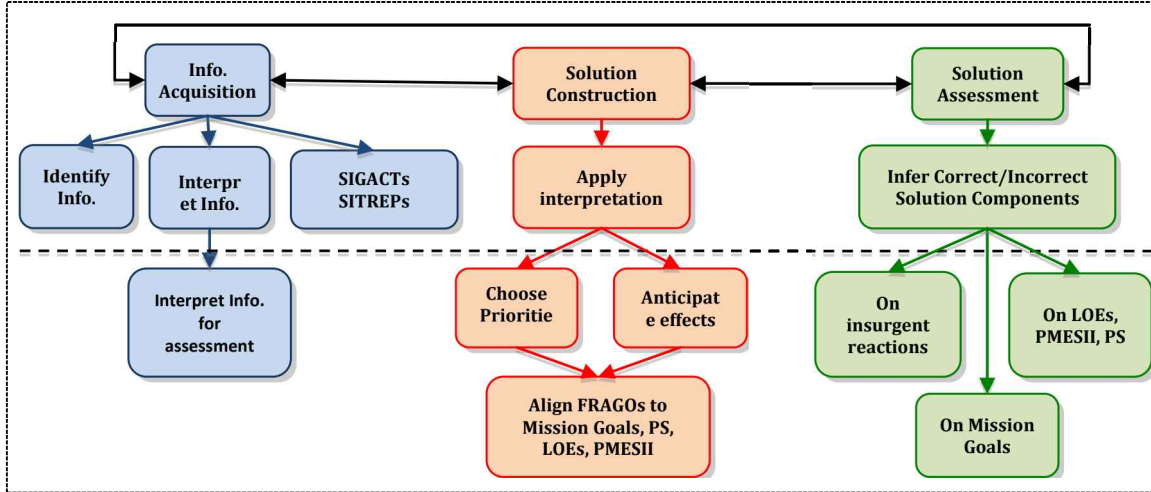 Info.
Acquisition
Solution
Construction
Solution
Assessment
Identify
Info.
Interpr
et Info.
SIGACTs
SITREPs
Apply
interpretation
Infer Correct/Incorrect
Solution Components
Interpret Info.
for
assessment
Choose
Prioritie
Anticipat
e effects
On
insurgent
reactions
On LOEs,
PMESII, PS
Align FRAGOs to
Mission Goals, PS,
LOEs, PMESII
On Mission
Goals